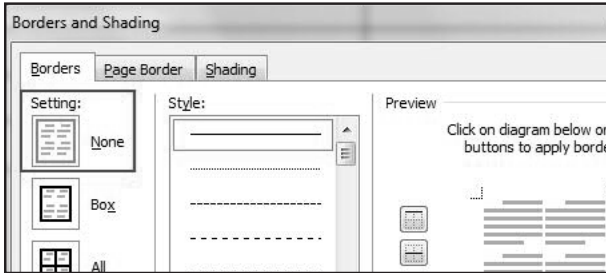 Borders and Shading
Borders Page Border Shading
Setting:
None
Box
All
Style:
Preview
Click on diagram below or
buttons to apply borde